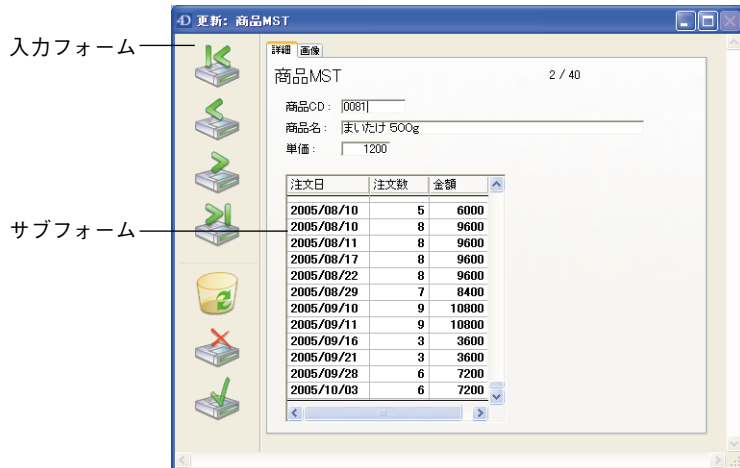 更新: 商品MST
入力フォーム
詳細 画像
商品MST 2 / 40
商品CD: 0081
商品名: まいたけ 500g
単価: 1200
注文日 注文数 金額
2005/08/10 5 6000
サブフォーム
2005/08/10 8 9600
2005/08/11 8 9600
2005/08/17 8 9600
2005/08/22 8 9600
2005/08/29 7 8400
2005/09/10 9 10800
2005/09/11 9 10800
2005/09/16 3 3600
2005/09/21 3 3600
2005/09/28 6 7200
2005/10/03 6 7200